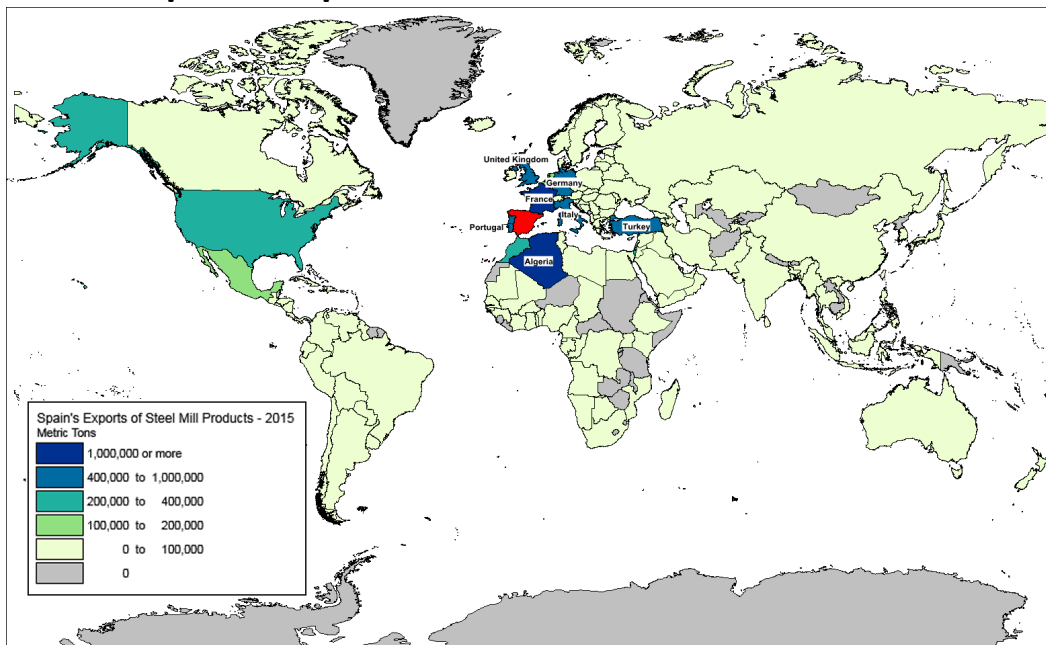 United Kingdom
Germany
France
Italy
Portugal
Turkey
Algeria
Spain's Exports of Steel Mill Products - 2015
Metric Tons
1,000,000 or more
400,000 to 1,000,000
200,000 to 400,000
100,000 to 200,000
0 to 100,000
0